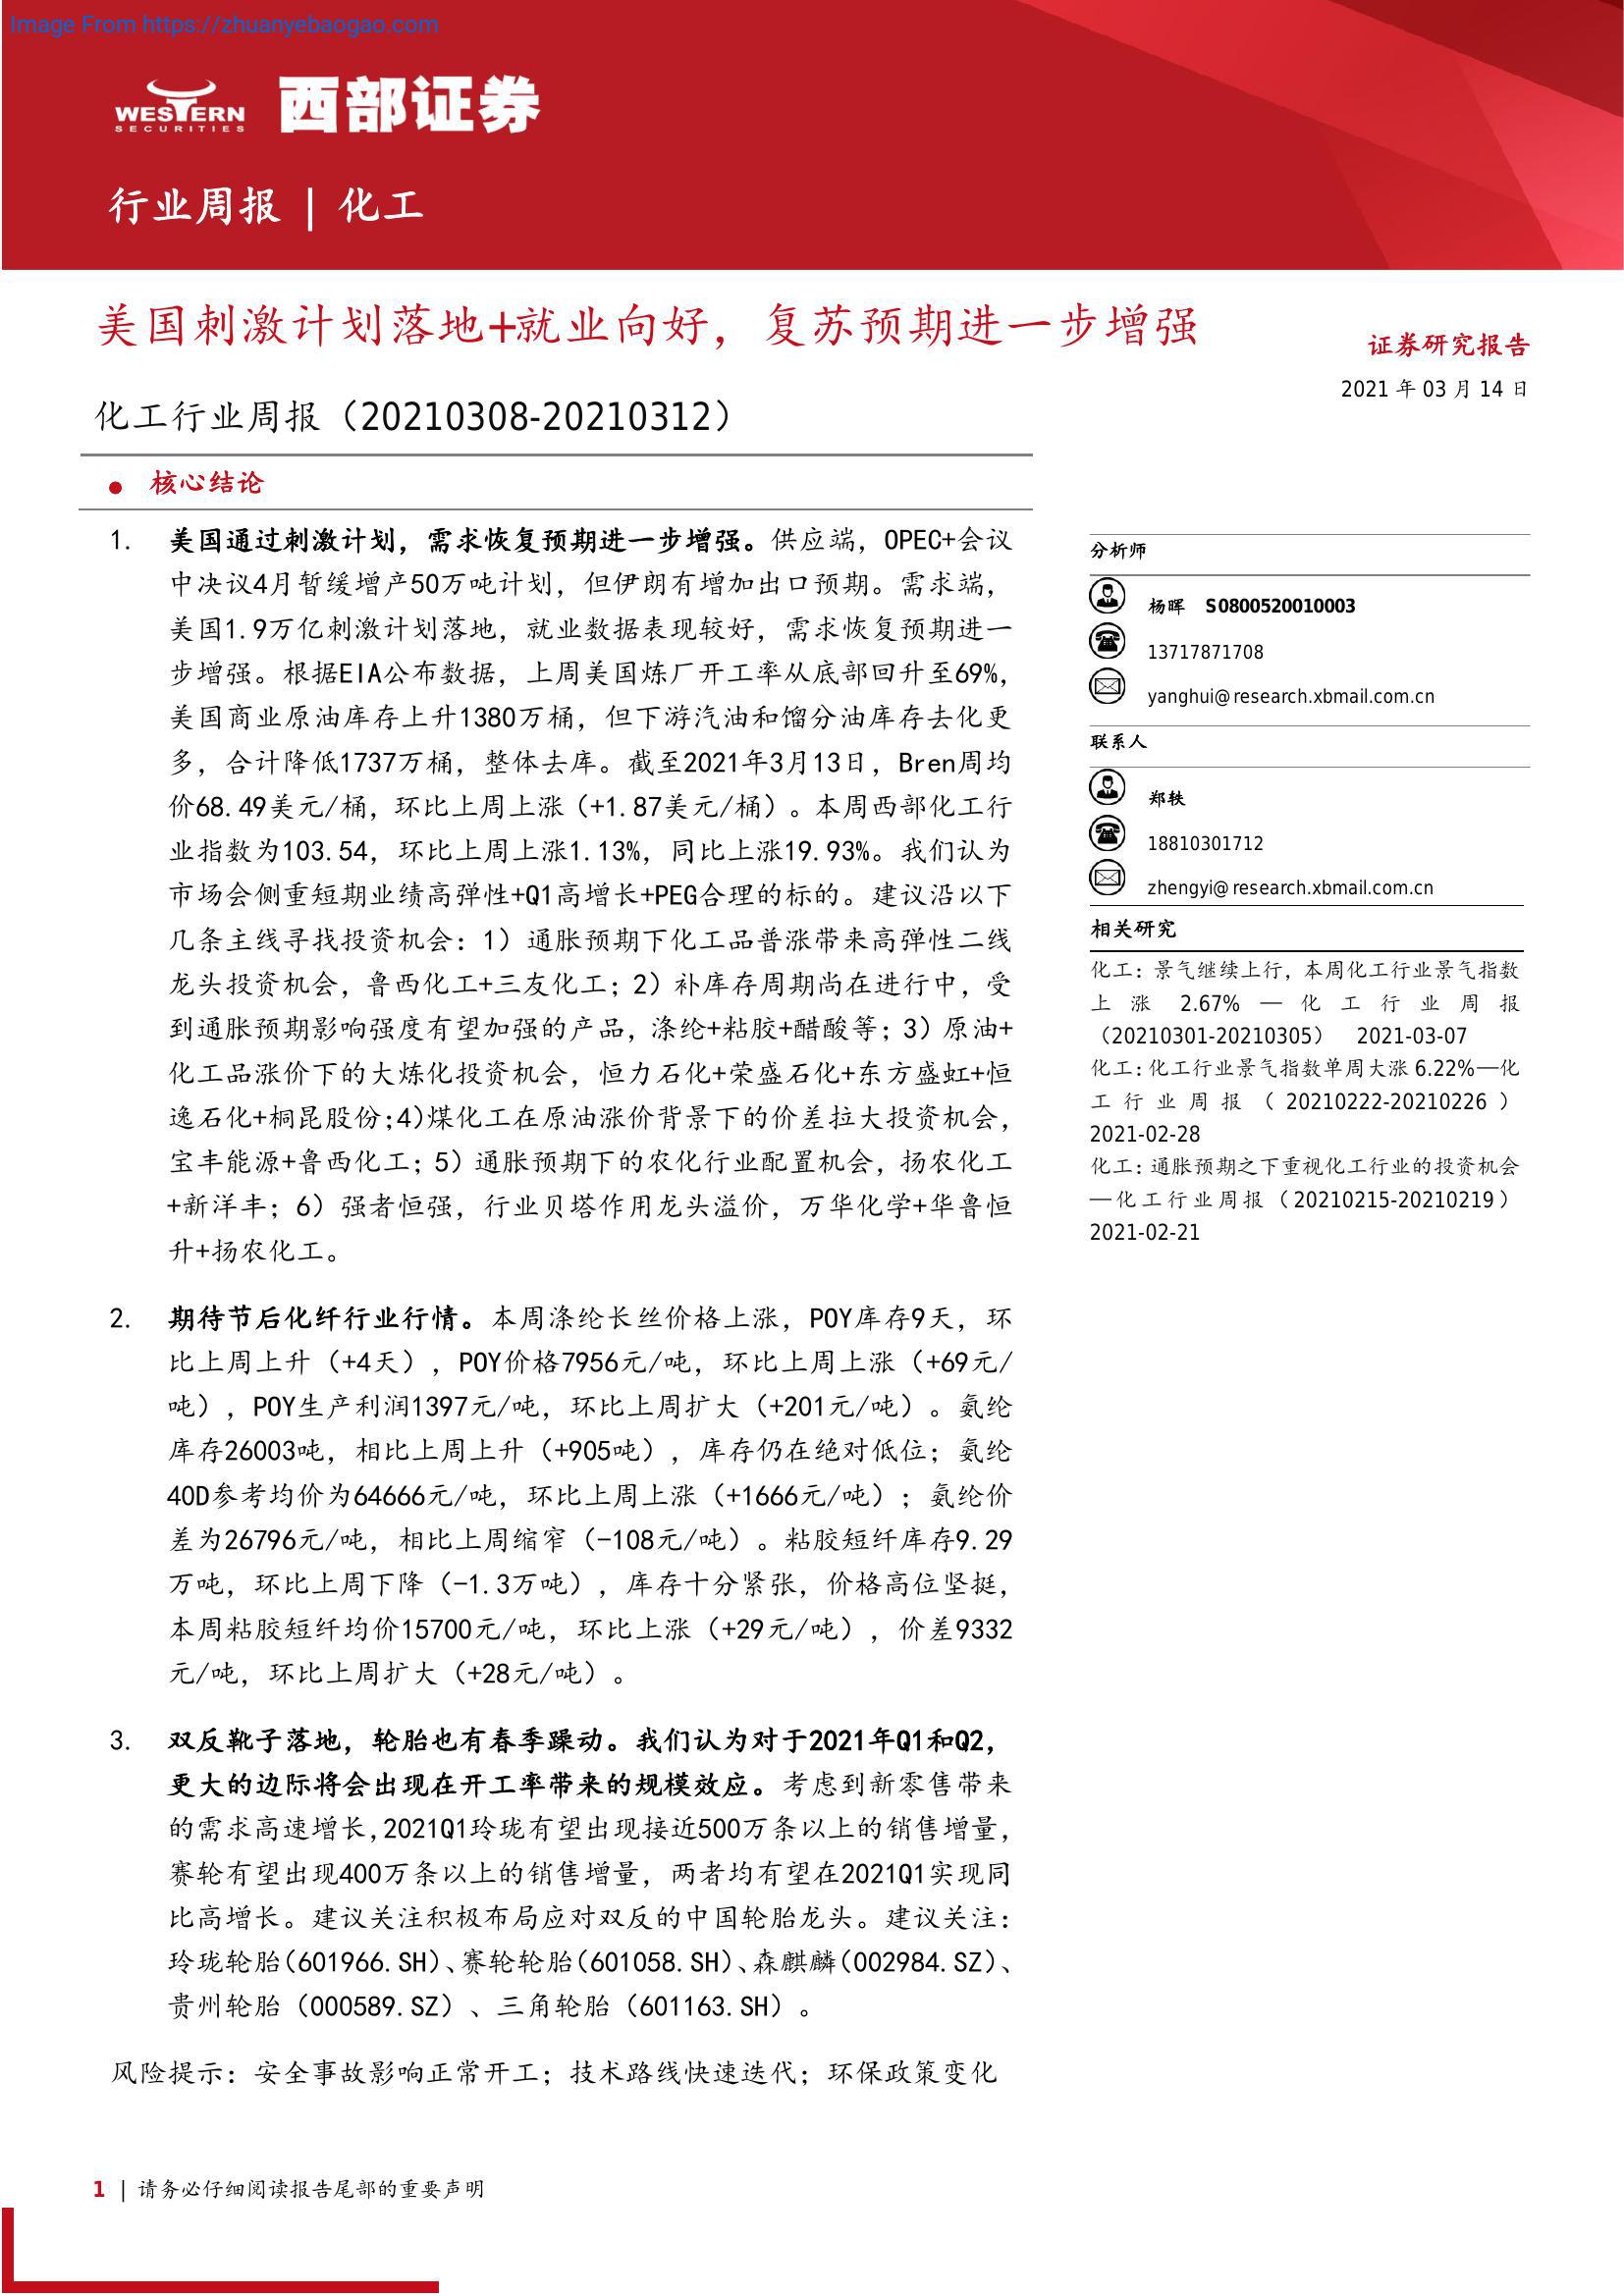 Image From https://zhuanyebaogao.com
WESTERN
SECURITIES
西部证券
行业周报 | 化工
美国刺激计划落地+就业向好，复苏预期进一步增强
证券研究报告
2021 年 03 月 14 日
化工行业周报（20210308-20210312）
● 核心结论
1. 美国通过刺激计划，需求恢复预期进一步增强。供应端，OPEC+会议
中决议4月暂缓增产50万吨计划，但伊朗有增加出口预期。需求端，
美国1.9万亿刺激计划落地，就业数据表现较好，需求恢复预期进一
步增强。根据EIA公布数据，上周美国炼厂开工率从底部回升至69%，
美国商业原油库存上升1380万桶，但下游汽油和馏分油库存去化更
多，合计降低1737万桶，整体去库。截至2021年3月13日，Bren周均
价68.49美元/桶，环比上周上涨（+1.87美元/桶）。本周西部化工行
业指数为103.54，环比上周上涨1.13%，同比上涨19.93%。我们认为
市场会侧重短期业绩高弹性+Q1高增长+PEG合理的标的。建议沿以下
几条主线寻找投资机会：1）通胀预期下化工品普涨带来高弹性二线
龙头投资机会，鲁西化工+三友化工；2）补库存周期尚在进行中，受
到通胀预期影响强度有望加强的产品，涤纶+粘胶+醋酸等；3）原油+
化工品涨价下的大炼化投资机会，恒力石化+荣盛石化+东方盛虹+恒
逸石化+桐昆股份；4）煤化工在原油涨价背景下的价差拉大投资机会，
宝丰能源+鲁西化工；5）通胀预期下的农化行业配置机会，扬农化工
+新洋丰；6）强者恒强，行业贝塔作用龙头溢价，万华化学+华鲁恒
升+扬农化工。
2. 期待节后化纤行业行情。本周涤纶长丝价格上涨，POY库存9天，环
比上周上升（+4天），POY价格7956元/吨，环比上周上涨（+69元/
吨），POY生产利润1397元/吨，环比上周扩大（+201元/吨）。氨纶
库存26003吨，相比上周上升（+905吨），库存仍在绝对低位；氨纶
40D参考均价为64666元/吨，环比上周上涨（+1666元/吨）；氨纶价
差为26796元/吨，相比上周缩窄（-108元/吨）。粘胶短纤库存9.29
万吨，环比上周下降（-1.3万吨），库存十分紧张，价格高位坚挺，
本周粘胶短纤均价15700元/吨，环比上涨（+29元/吨），价差9332
元/吨，环比上周扩大（+28元/吨）。
3. 双反靴子落地，轮胎也有春季躁动。我们认为对于2021年Q1和Q2，
更大的边际将会出现在开工率带来的规模效应。考虑到新零售带来
的需求高速增长，2021Q1玲珑有望出现接近500万条以上的销售增量，
赛轮有望出现400万条以上的销售增量，两者均有望在2021Q1实现同
比高增长。建议关注积极布局应对双反的中国轮胎龙头。建议关注：
玲珑轮胎（601966.SH）、赛轮轮胎（601058.SH）、森麒麟（002984.SZ）、
贵州轮胎（000589.SZ）、三角轮胎（601163.SH）。
风险提示：安全事故影响正常开工；技术路线快速迭代；环保政策变化
分析师
杨晖 S0800520010003
13717871708
yanghui@research.xbmail.com.cn
联系人
郑轶
18810301712
zhengyi@research.xbmail.com.cn
相关研究
化工：景气继续上行，本周化工行业景气指数
上涨 2.67% — 化工行业周报
（20210301-20210305） 2021-03-07
化工：化工行业景气指数单周大涨 6.22%—化
工行业周报（20210222-20210226）
2021-02-28
化工：通胀预期之下重视化工行业的投资机会
—化工行业周报（20210215-20210219）
2021-02-21
1 | 请务必仔细阅读报告尾部的重要声明